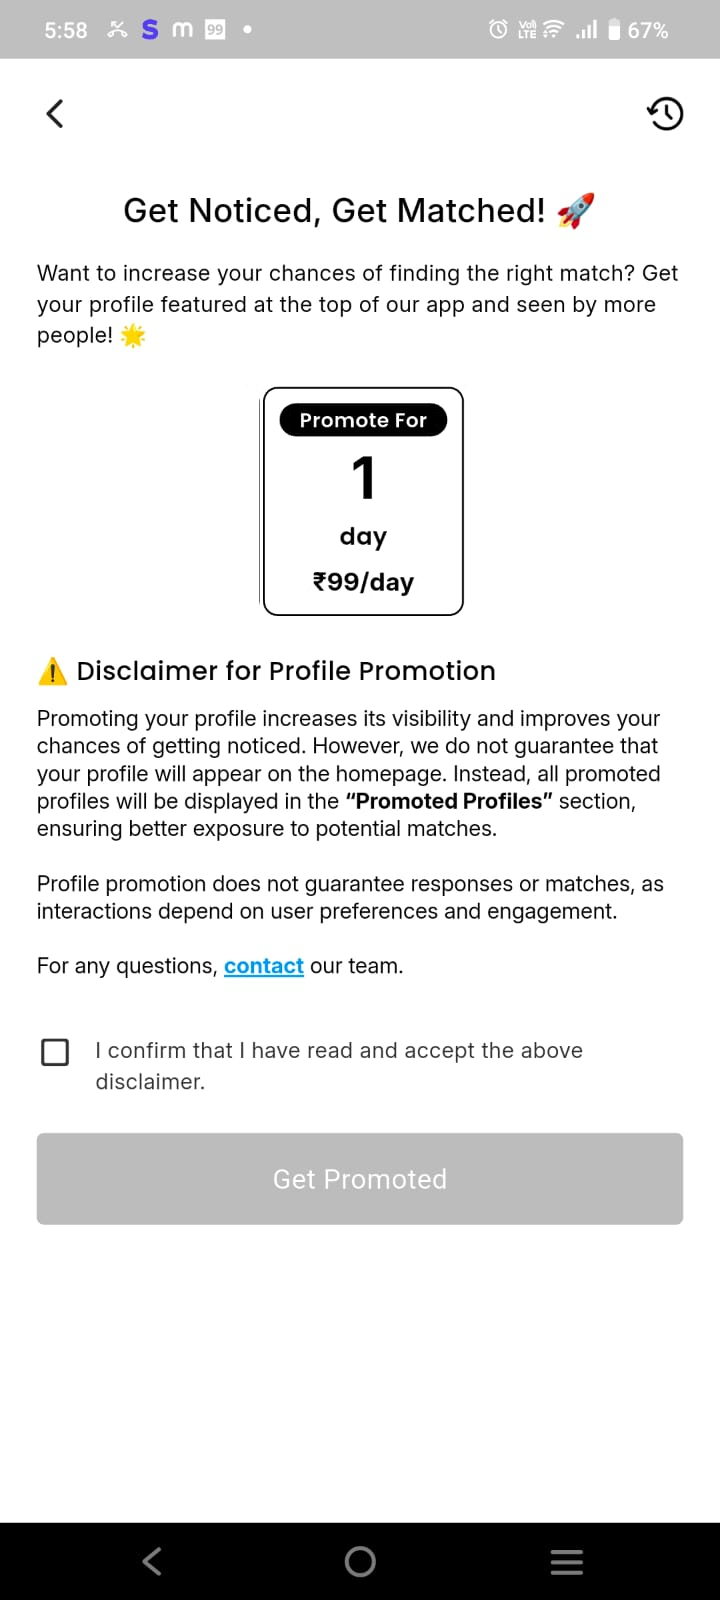 5:58 S m 99 Vo) LTE 67%
Get Noticed, Get Matched! 🚀
Want to increase your chances of finding the right match? Get
your profile featured at the top of our app and seen by more
people! 🌟
Promote For
1
day
₹99/day
⚠️ Disclaimer for Profile Promotion
Promoting your profile increases its visibility and improves your
chances of getting noticed. However, we do not guarantee that
your profile will appear on the homepage. Instead, all promoted
profiles will be displayed in the “Promoted Profiles” section,
ensuring better exposure to potential matches.
Profile promotion does not guarantee responses or matches, as
interactions depend on user preferences and engagement.
For any questions, contact our team.
I confirm that I have read and accept the above
disclaimer.
Get Promoted